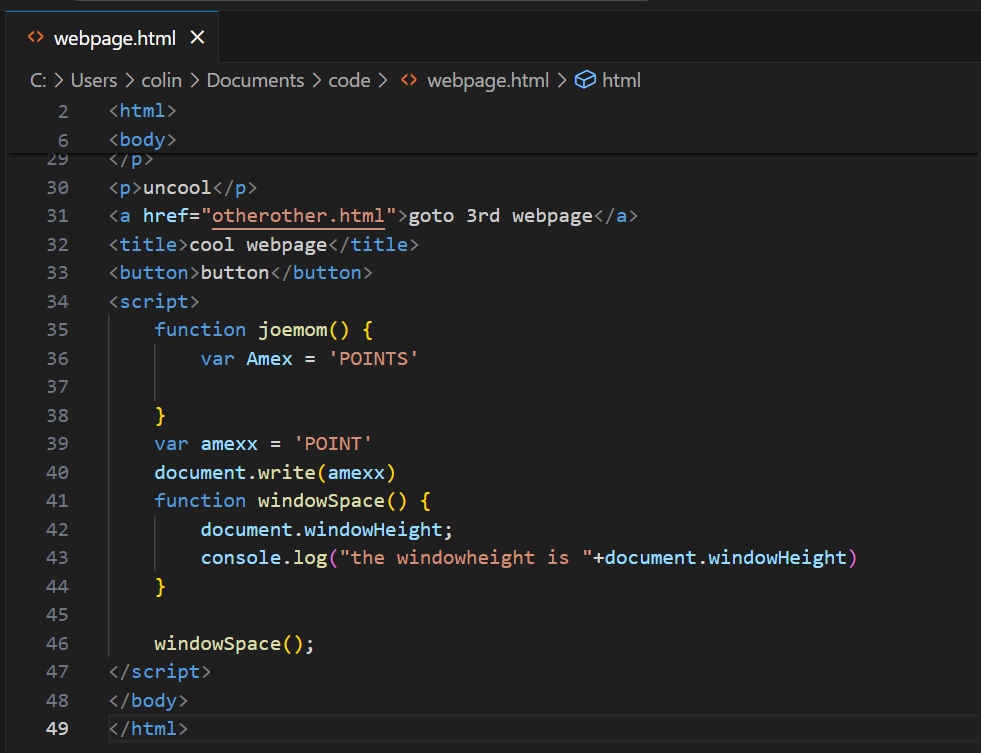 webpage.html
C: > Users > colin > Documents > code > webpage.html > html
2 <html>
6 <body>
29 </p>
30 <p>uncool</p>
31 <a href="otherother.html">goto 3rd webpage</a>
32 <title>cool webpage</title>
33 <button>button</button>
34 <script>
35     function joemom() {
36         var Amex = 'POINTS'
37
38     }
39     var amexx = 'POINT'
40     document.write(amexx)
41     function windowSpace() {
42         document.windowHeight;
43         console.log("the windowheight is "+document.windowHeight)
44     }
45
46     windowSpace();
47 </script>
48 </body>
49 </html>